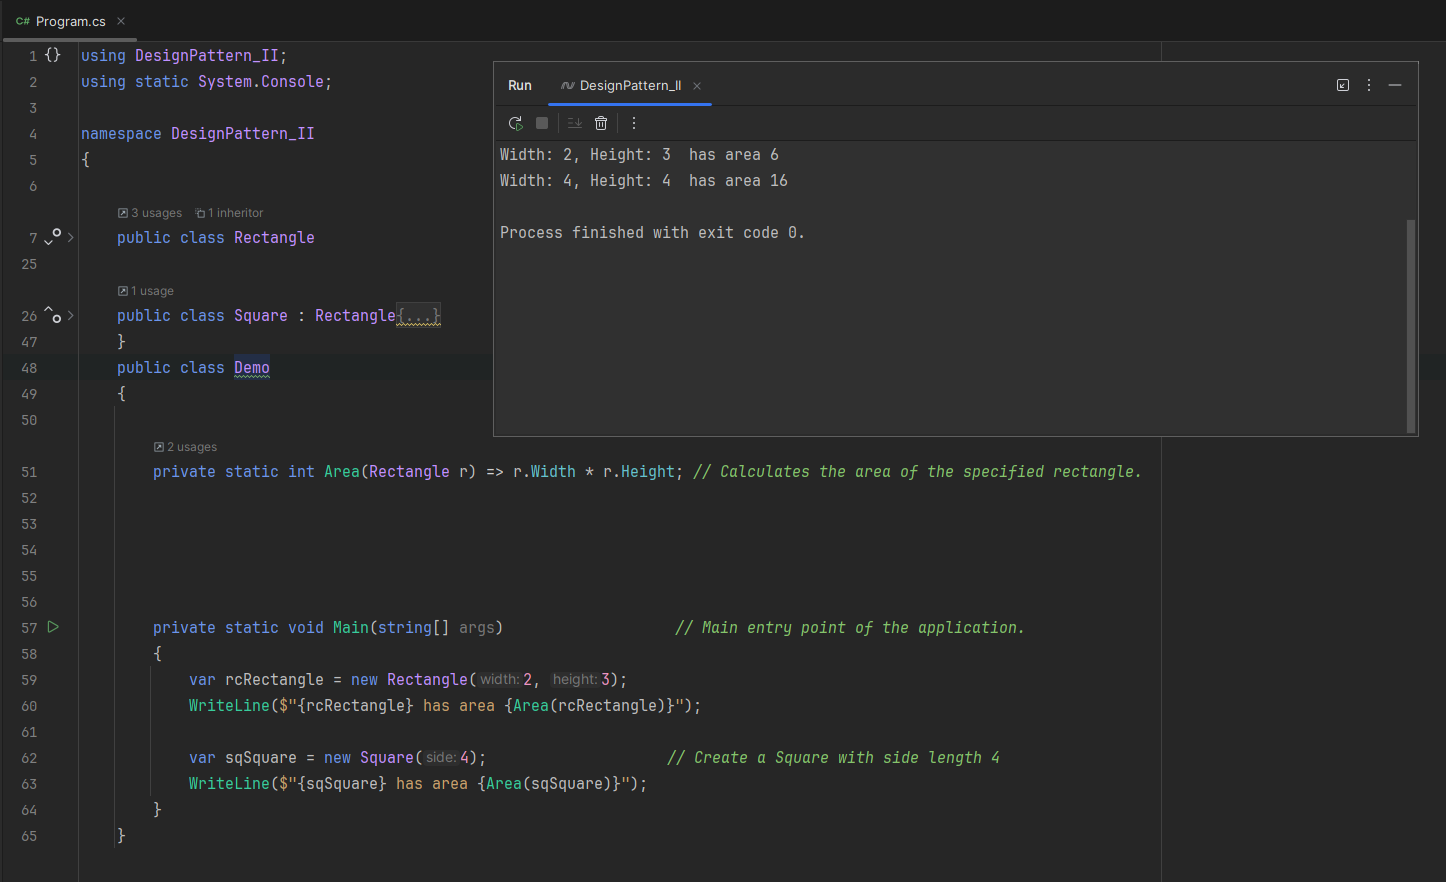 C# Program.cs ×
1 {} using DesignPattern_II;
2 using static System.Console;
3
4 namespace DesignPattern_II
5 {
6
3 usages 1 inheritor
7 public class Rectangle
25
1 usage
26 public class Square : Rectangle{...}
47 }
48 public class Demo
49 {
50
2 usages
51 private static int Area(Rectangle r) => r.Width * r.Height; // Calculates the area of the specified rectangle.
52
53
54
55
56
57 private static void Main(string[] args) // Main entry point of the application.
58 {
59 var rcRectangle = new Rectangle(width:2, height:3);
60 WriteLine($"{rcRectangle} has area {Area(rcRectangle)}");
61
62 var sqSquare = new Square(side:4); // Create a Square with side length 4
63 WriteLine($"{sqSquare} has area {Area(sqSquare)}");
64 }
65 }
Run DesignPattern_II ×
Width: 2, Height: 3  has area 6
Width: 4, Height: 4  has area 16
Process finished with exit code 0.